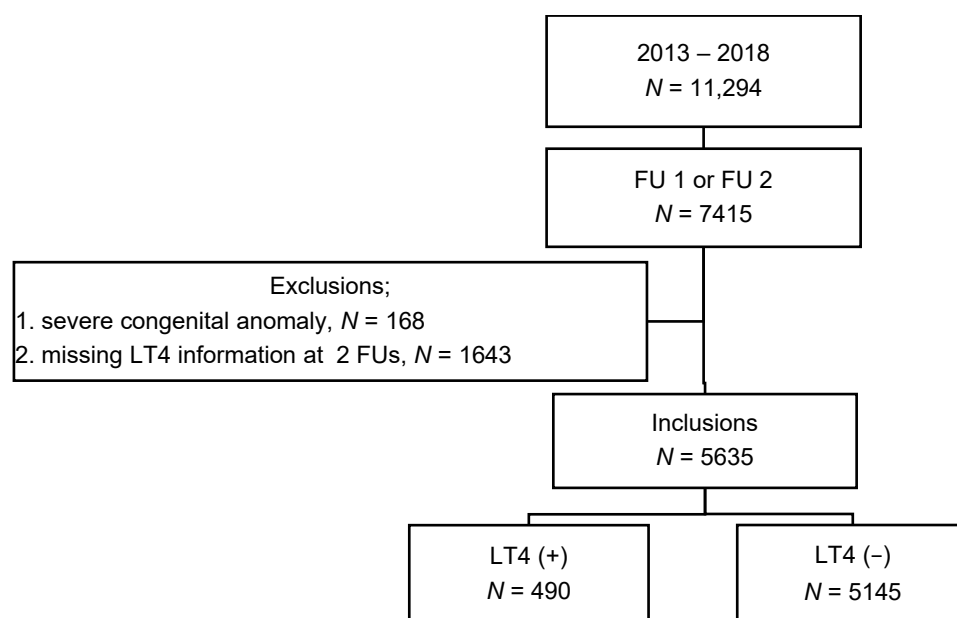 2013 – 2018
N = 11,294
FU 1 or FU 2
N = 7415
Exclusions;
1. severe congenital anomaly, N = 168
2. missing LT4 information at 2 FUs, N = 1643
Inclusions
N = 5635
LT4 (+)
N = 490
LT4 (−)
N = 5145